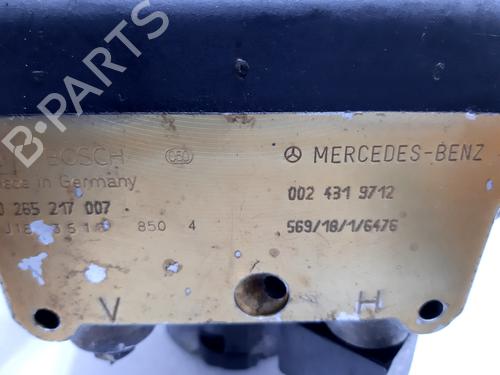 B-PARTS
BOSCH
MERCEDES-BENZ
in Germany
0 265 217 007
002 431 9712
850 4
569/18/1/6476
V
H